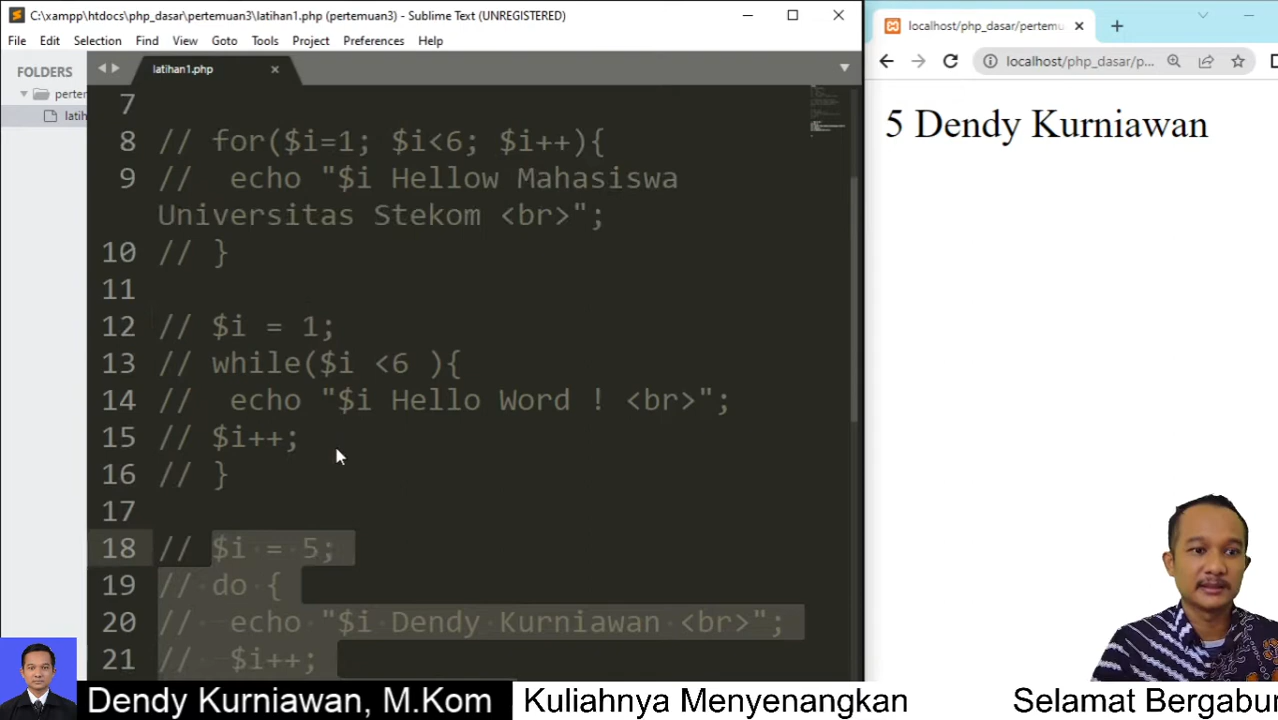 C:\xampp\htdocs\php_dasar\pertemuan3\latihan1.php (pertemuan3) - Sublime Text (UNREGISTERED)
File Edit Selection Find View Goto Tools Project Preferences Help
FOLDERS
perten
latih
latihan1.php
7
8 // for($i=1; $i<6; $i++){
9 //  echo "$i Hellow Mahasiswa
Universitas Stekom <br>";
10 // }
11
12 // $i = 1;
13 // while($i <6 ){
14 //  echo "$i Hello Word ! <br>";
15 // $i++;
16 // }
17
18 // $i = 5;
19 // do {
20 //  echo "$i Dendy Kurniawan <br>";
21 //  $i++;
localhost/php_dasar/pertemu
localhost/php_dasar/p...
5 Dendy Kurniawan
Dendy Kurniawan, M.Kom
Kuliahnya Menyenangkan
Selamat Bergabu